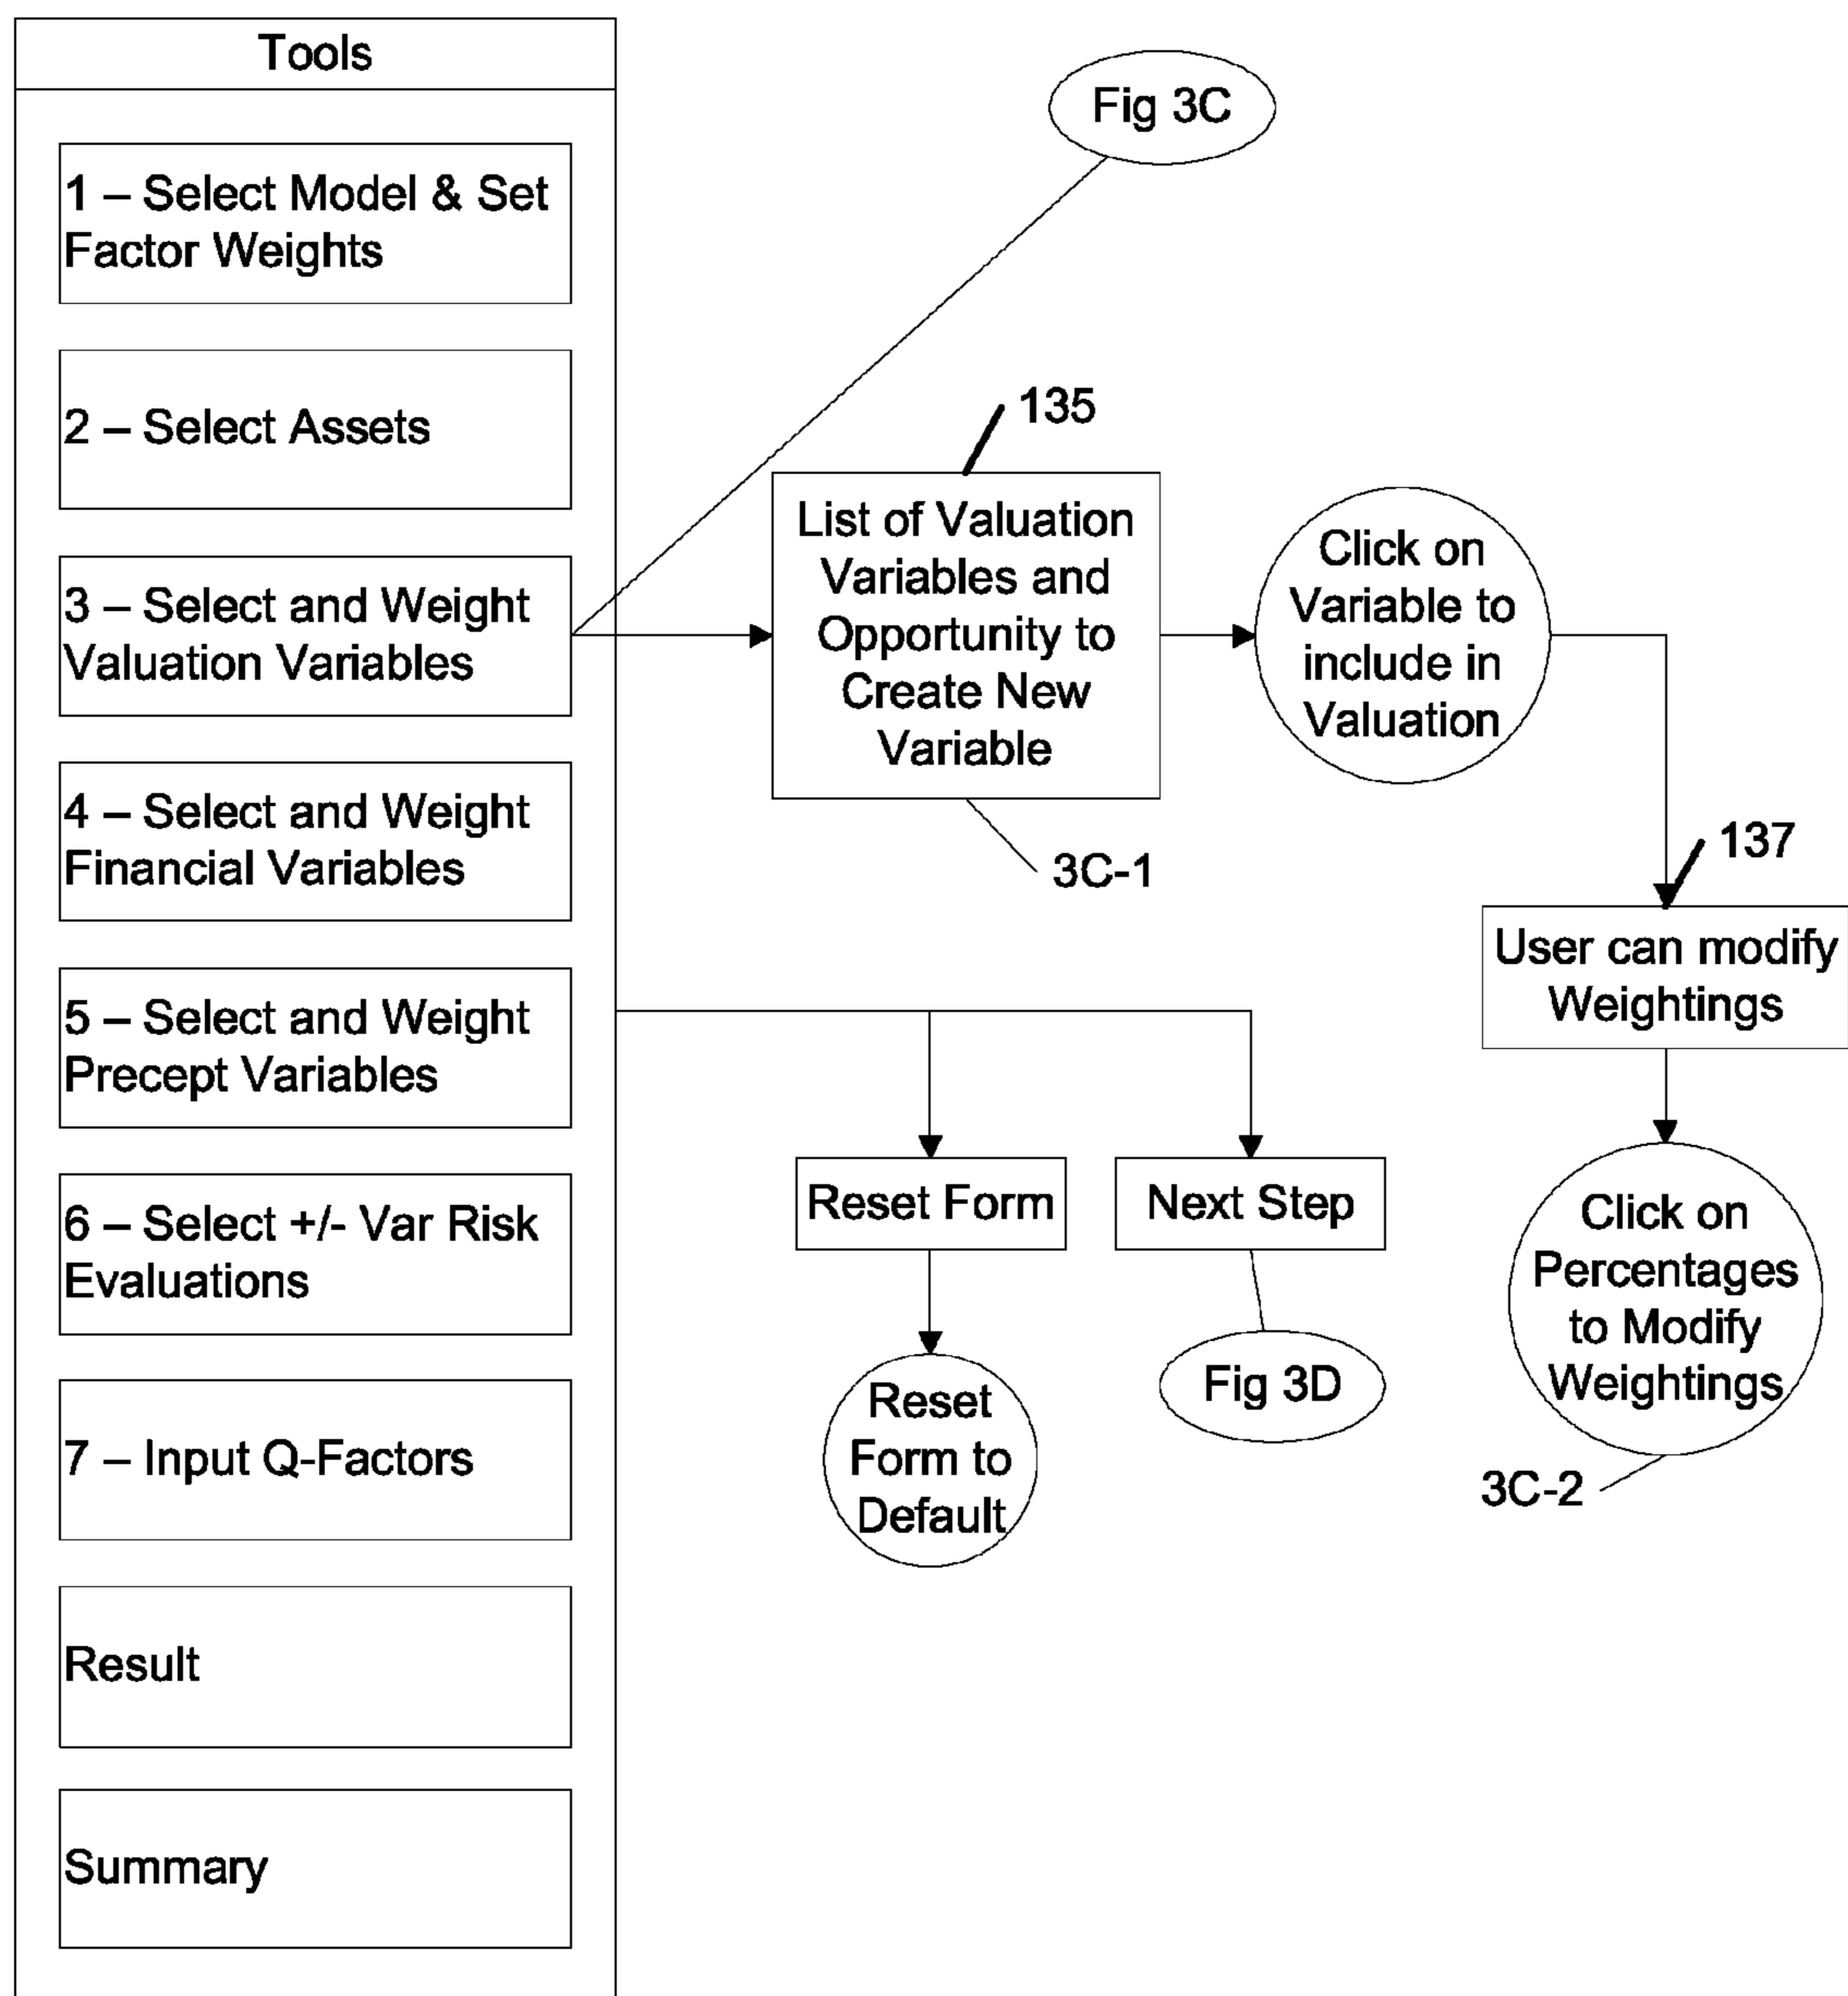 Tools
1 – Select Model & Set
Factor Weights
2 – Select Assets
3 – Select and Weight
Valuation Variables
4 – Select and Weight
Financial Variables
5 – Select and Weight
Precept Variables
6 – Select +/- Var Risk
Evaluations
7 – Input Q-Factors
Result
Summary
Fig 3C
135
List of Valuation
Variables and
Opportunity to
Create New
Variable
3C-1
Click on
Variable to
include in
Valuation
137
User can modify
Weightings
Click on
Percentages
to Modify
Weightings
3C-2
Reset Form
Reset
Form to
Default
Next Step
Fig 3D